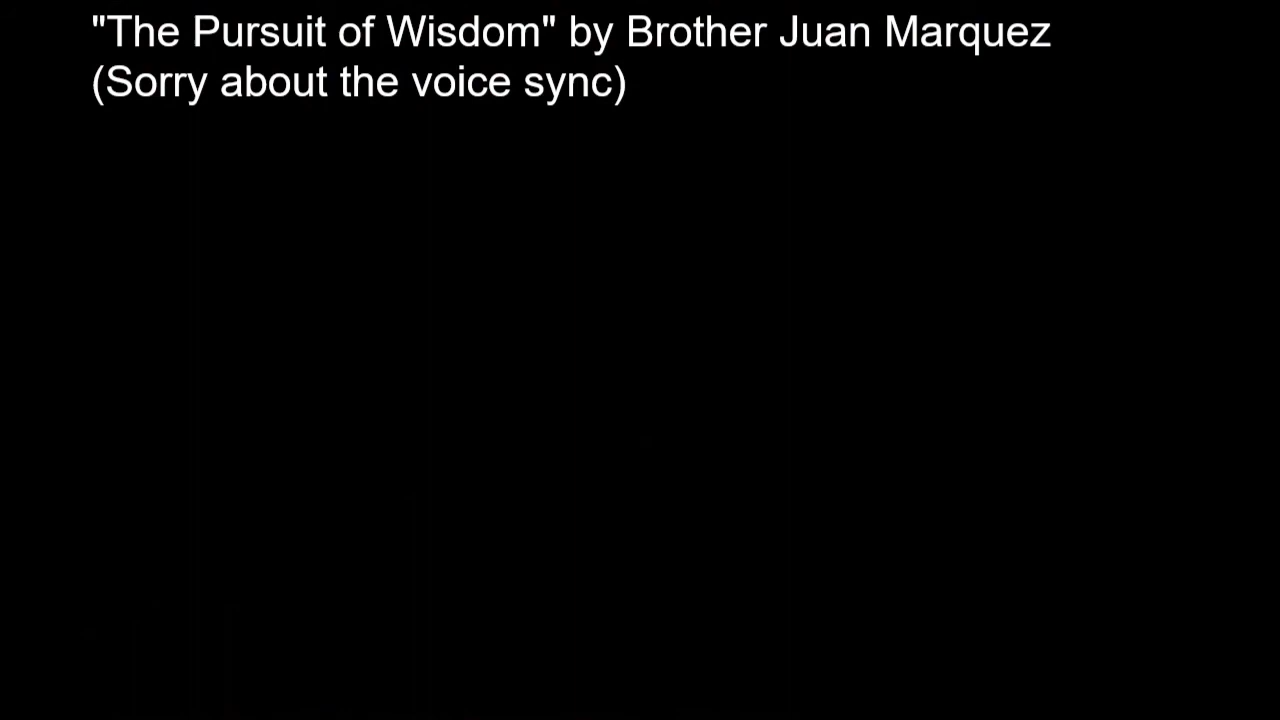 "The Pursuit of Wisdom" by Brother Juan Marquez
(Sorry about the voice sync)